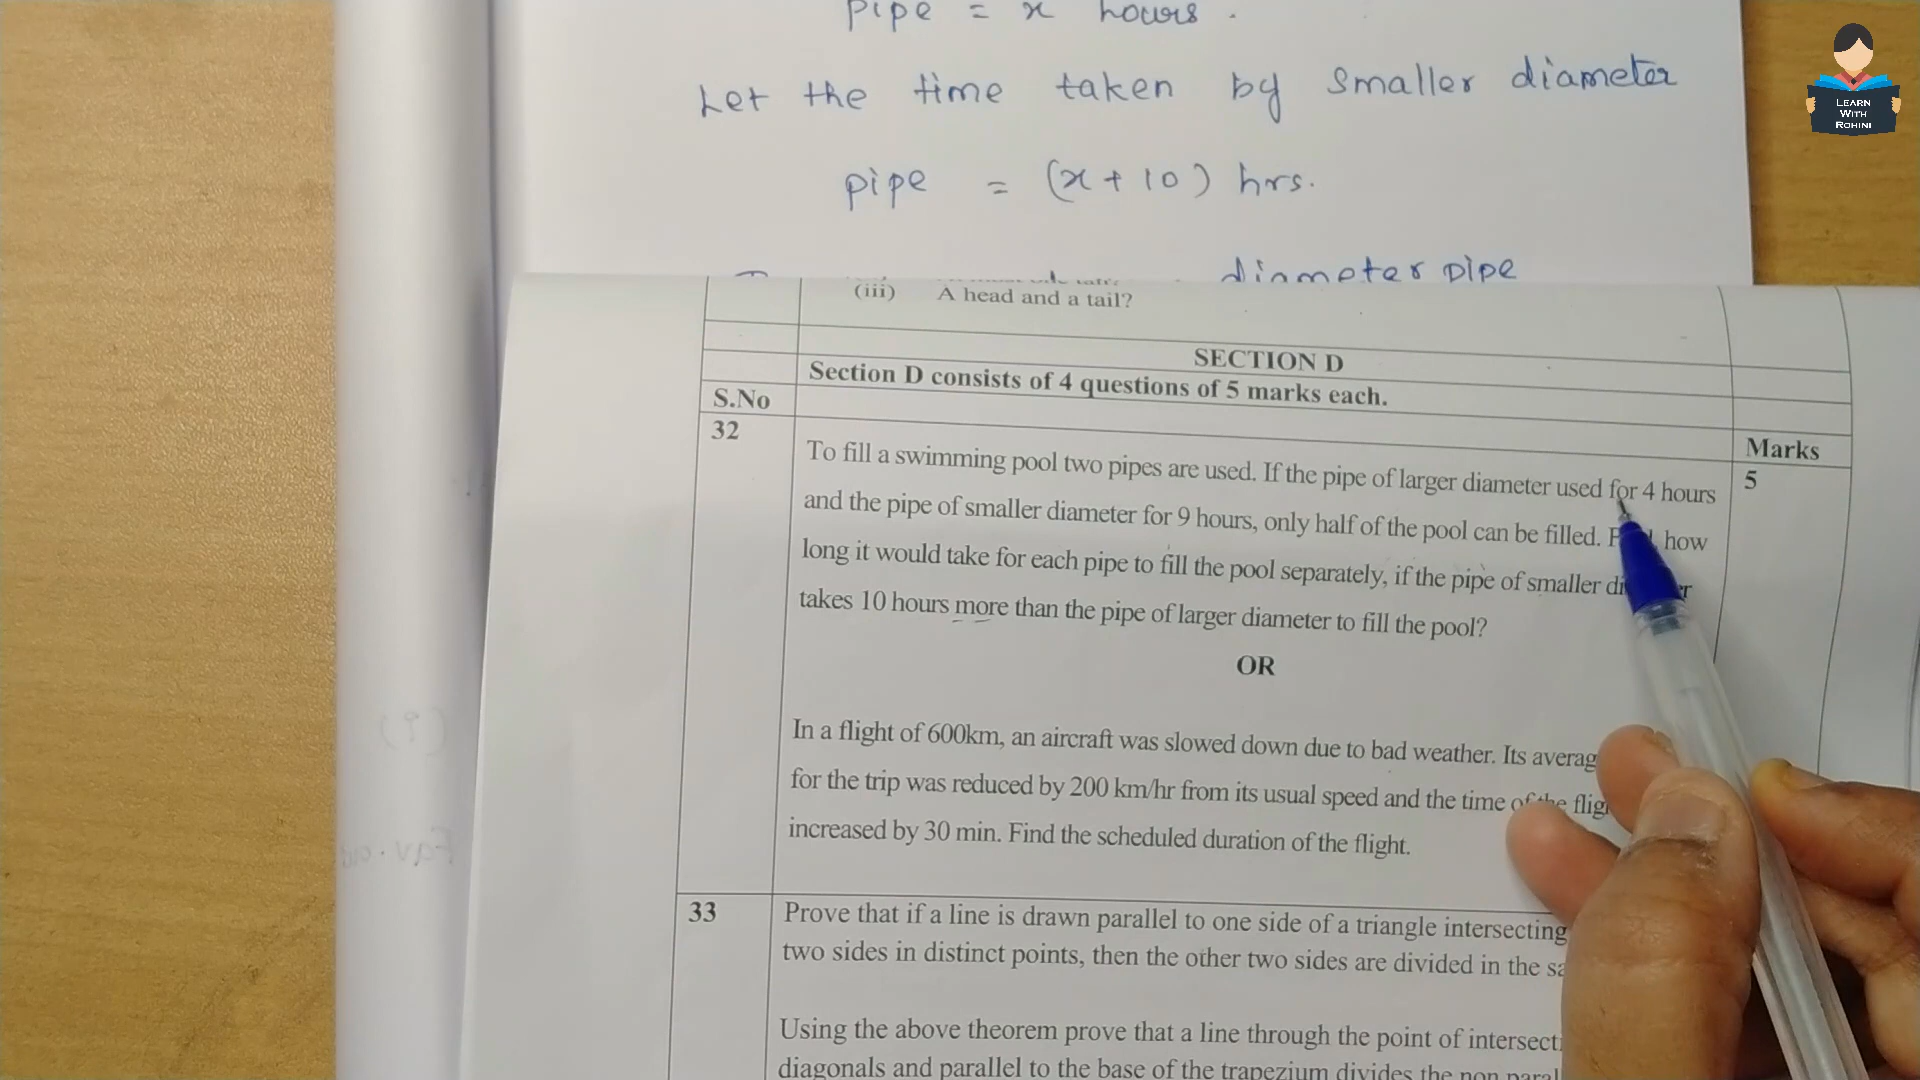 pipe = x hours.
Let the time taken by smaller diameter
pipe = (x+10) hrs.
diameter pipe
LEARN
WITH
ROHINI
(iii) A head and a tail?
SECTION D
Section D consists of 4 questions of 5 marks each.
S.No
Marks
32
5
To fill a swimming pool two pipes are used. If the pipe of larger diameter used for 4 hours
and the pipe of smaller diameter for 9 hours, only half of the pool can be filled. how
long it would take for each pipe to fill the pool separately, if the pipe of smaller
takes 10 hours more than the pipe of larger diameter to fill the pool?
OR
In a flight of 600km, an aircraft was slowed down due to bad weather. Its averag
for the trip was reduced by 200 km/hr from its usual speed and the time of the flig
increased by 30 min. Find the scheduled duration of the flight.
33
Prove that if a line is drawn parallel to one side of a triangle intersecting
two sides in distinct points, then the other two sides are divided in the sa
Using the above theorem prove that a line through the point of intersecti
diagonals and parallel to the base of the trapezium divides the non paral